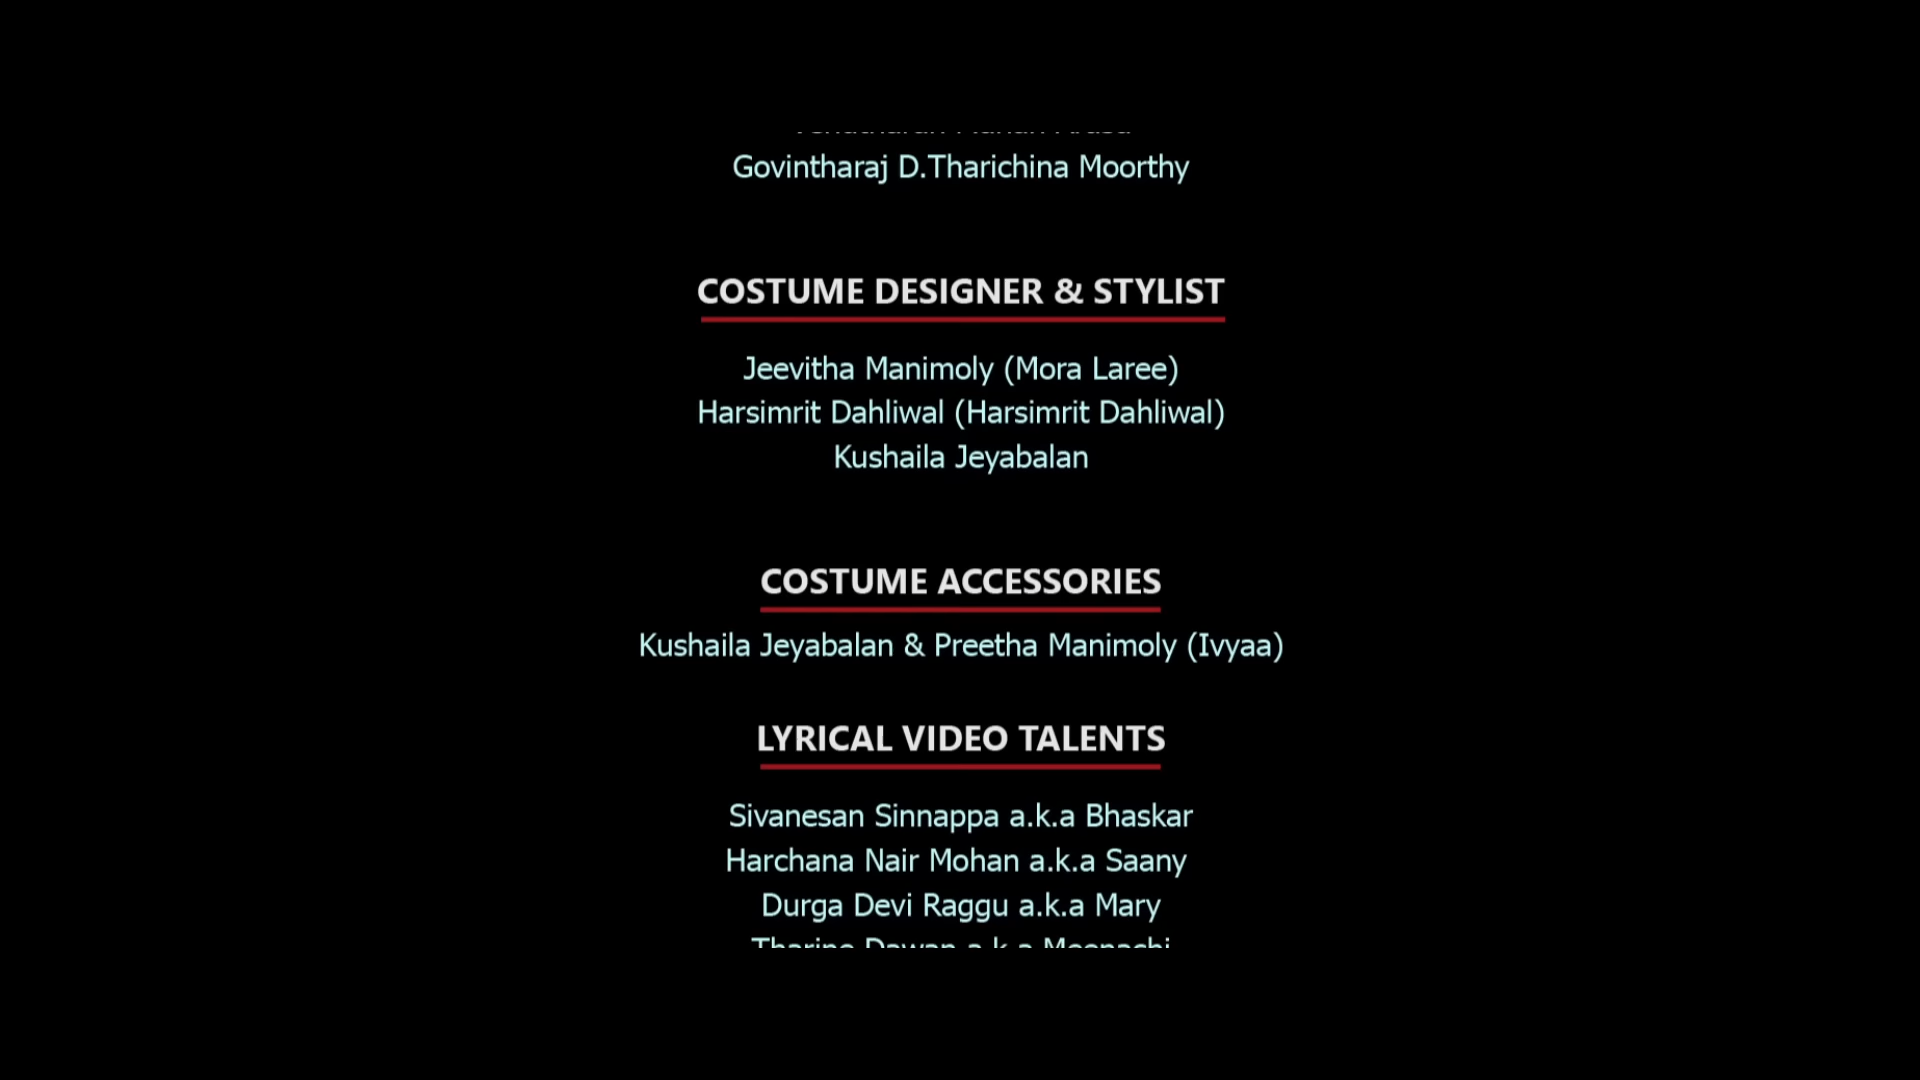 Govintharaj D.Tharichina Moorthy
COSTUME DESIGNER & STYLIST
Jeevitha Manimoly (Mora Laree)
Harsimrit Dahliwal (Harsimrit Dahliwal)
Kushaila Jeyabalan
COSTUME ACCESSORIES
Kushaila Jeyabalan & Preetha Manimoly (Ivyaa)
LYRICAL VIDEO TALENTS
Sivanesan Sinnappa a.k.a Bhaskar
Harchana Nair Mohan a.k.a Saany
Durga Devi Raggu a.k.a Mary
a.k.a